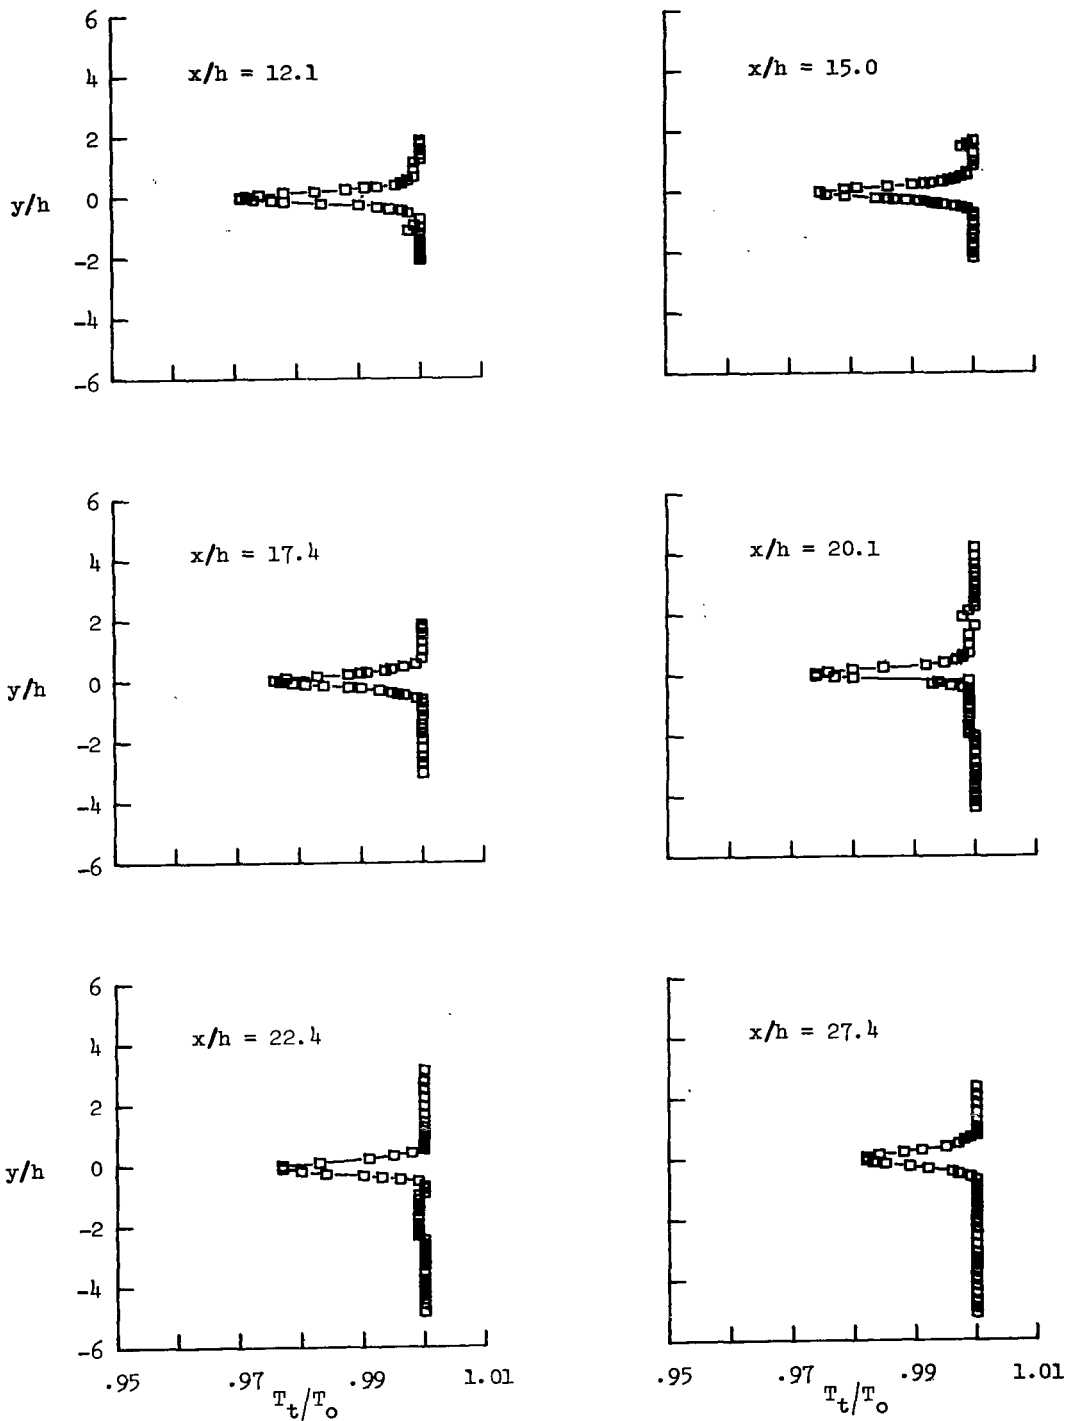 x/h = 12.1
6
4
2
y/h
0
-2
-4
-6
x/h = 15.0
x/h = 17.4
6
4
2
y/h
0
-2
-4
-6
x/h = 20.1
x/h = 22.4
6
4
2
y/h
0
-2
-4
-6
.95
.97
.99
1.01
Tt/To
x/h = 27.4
.95
.97
.99
1.01
Tt/To